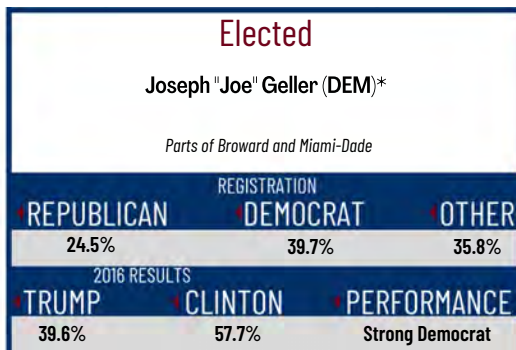 Elected
Joseph "Joe" Geller (DEM)*
Parts of Broward and Miami-Dade
REGISTRATION
REPUBLICAN DEMOCRAT OTHER
24.5% 39.7% 35.8%
2016 RESULTS
TRUMP CLINTON PERFORMANCE
39.6% 57.7% Strong Democrat